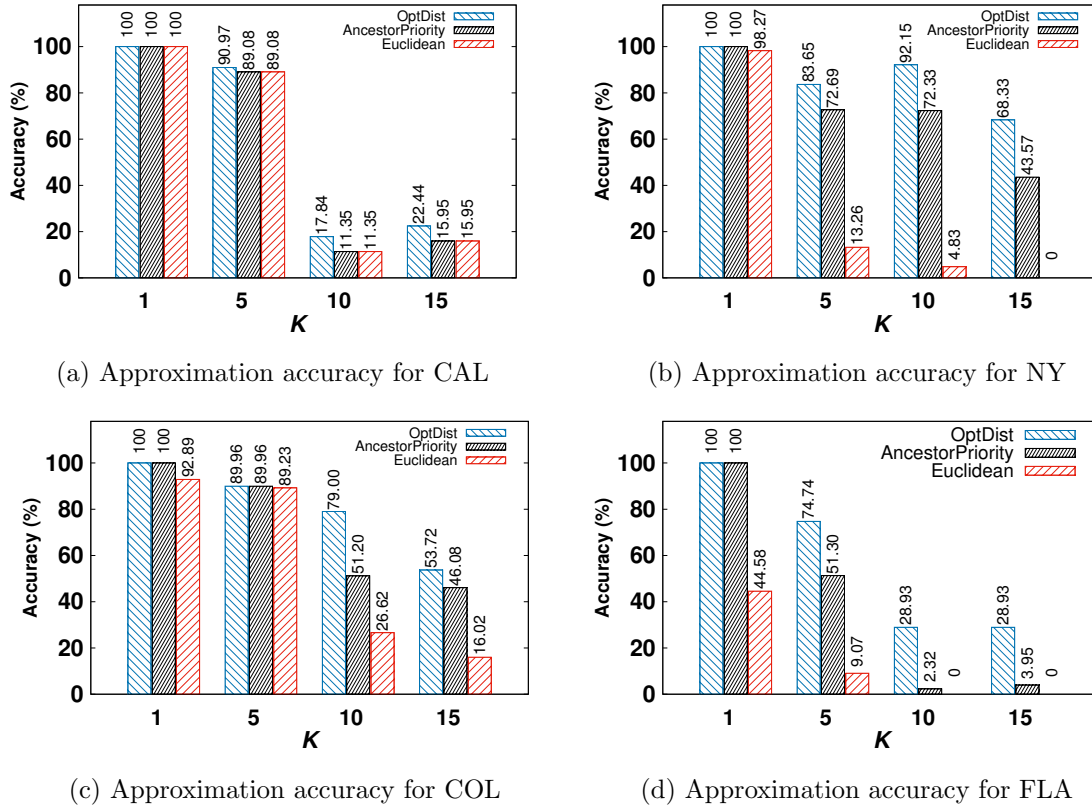 100
100
100
90.97
89.08
89.08
17.84
11.35
11.35
22.44
15.95
15.95
OptDist
AncestorPriority
Euclidean
Accuracy (%)
100
80
60
40
20
0
1 5 10 15
K
(a) Approximation accuracy for CAL
100
100
98.27
83.65
72.69
13.26
92.15
72.33
4.83
68.33
43.57
0
OptDist
AncestorPriority
Euclidean
Accuracy (%)
100
80
60
40
20
0
1 5 10 15
K
(b) Approximation accuracy for NY
100
100
92.89
89.96
89.96
89.23
79.00
51.20
26.62
53.72
46.08
16.02
OptDist
AncestorPriority
Euclidean
Accuracy (%)
100
80
60
40
20
0
1 5 10 15
K
(c) Approximation accuracy for COL
100
100
44.58
74.74
51.30
9.07
28.93
2.32
0
28.93
3.95
0
OptDist
AncestorPriority
Euclidean
Accuracy (%)
100
80
60
40
20
0
1 5 10 15
K
(d) Approximation accuracy for FLA